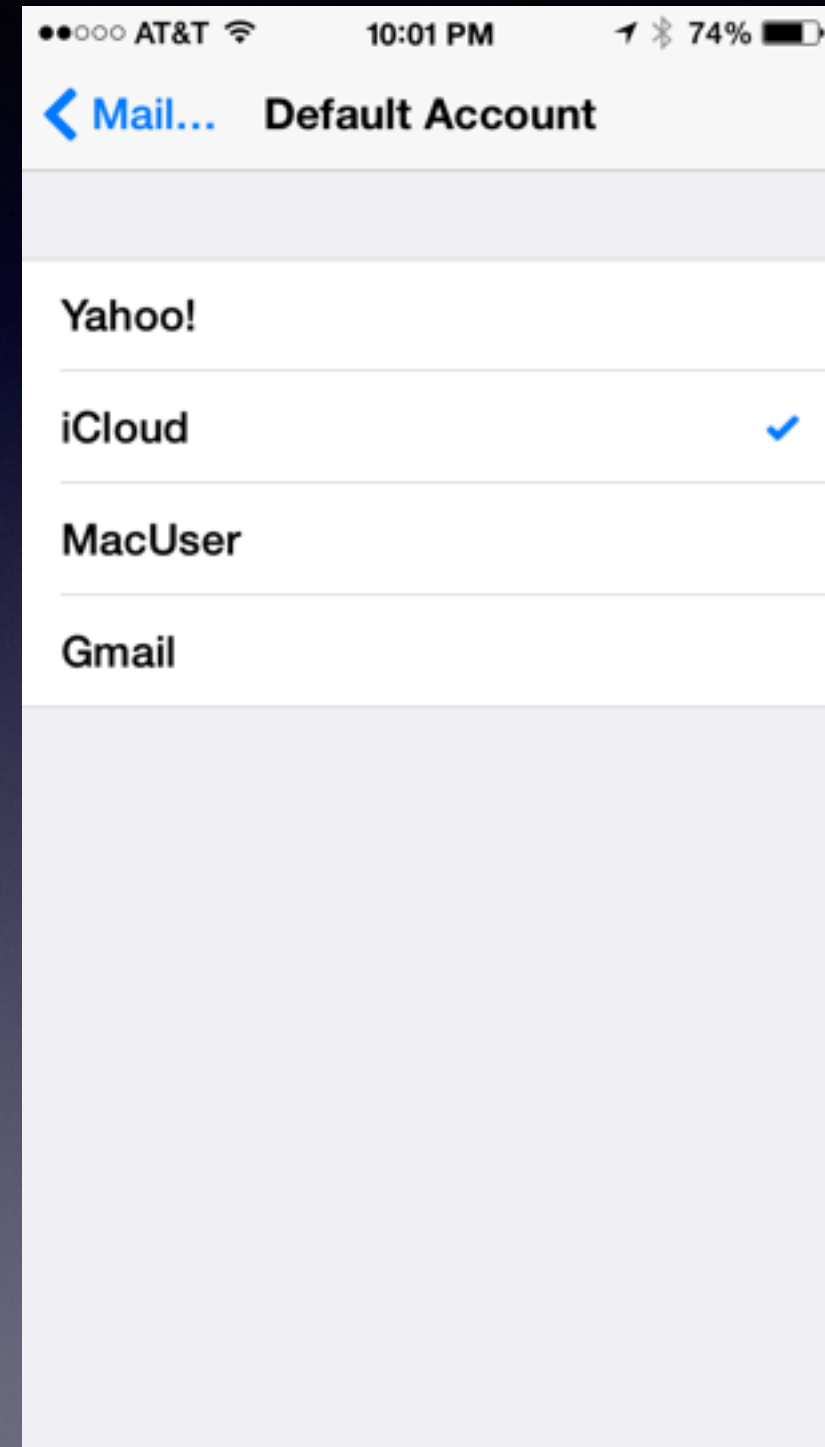 AT&T 10:01 PM 74%
Mail... Default Account
Yahoo!
iCloud
MacUser
Gmail